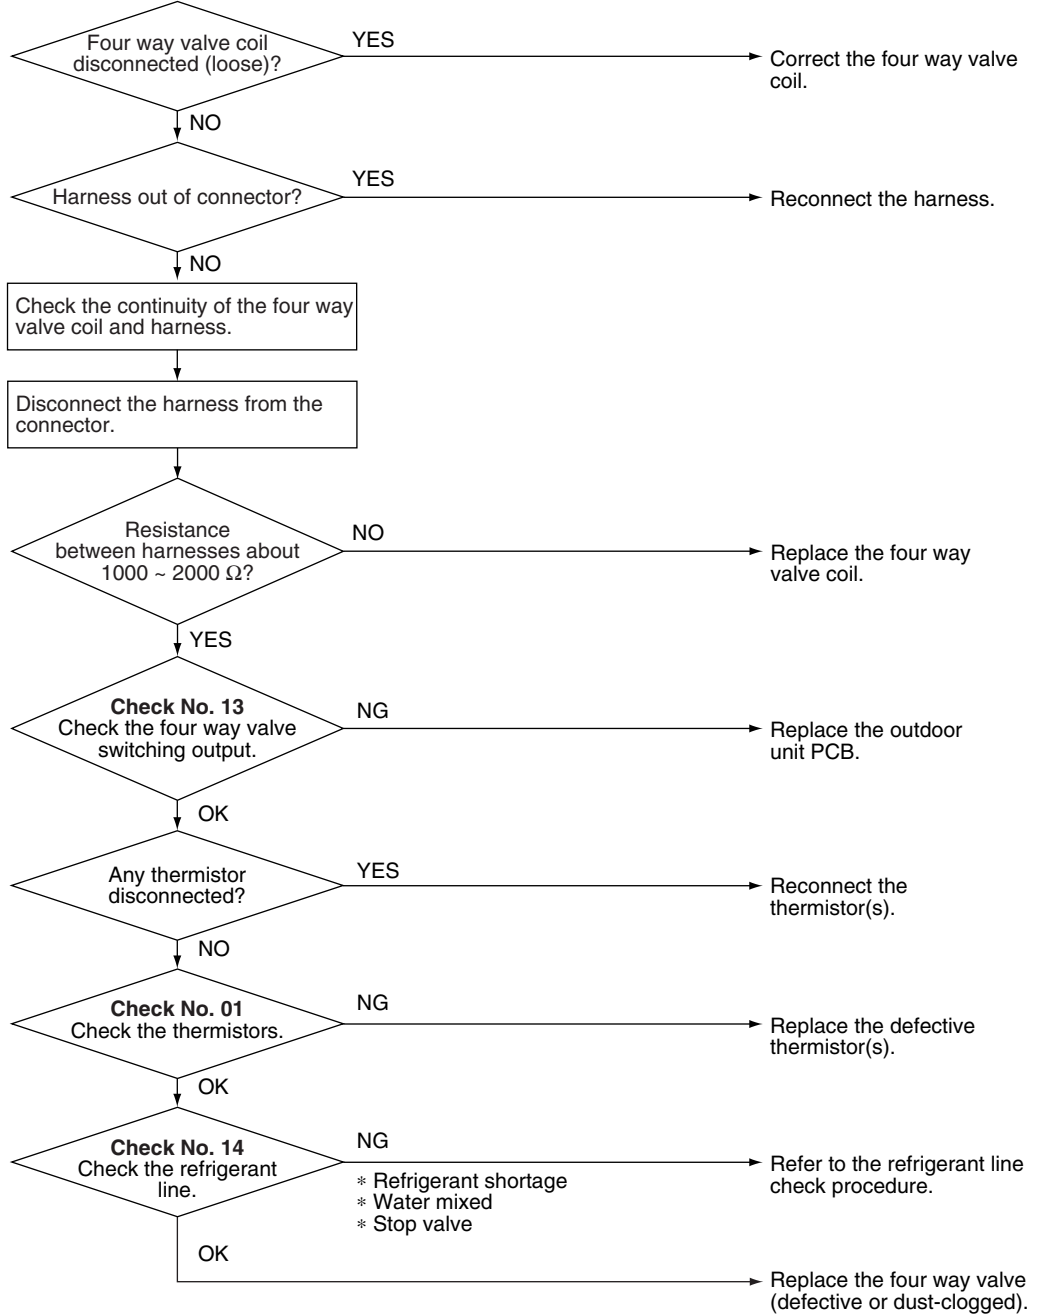 Four way valve coil
disconnected (loose)?
YES
Correct the four way valve
coil.
NO
Harness out of connector?
YES
Reconnect the harness.
NO
Check the continuity of the four way
valve coil and harness.
Disconnect the harness from the
connector.
Resistance
between harnesses about
1000 ~ 2000 Ω?
NO
Replace the four way
valve coil.
YES
Check No. 13
Check the four way valve
switching output.
NG
Replace the outdoor
unit PCB.
OK
Any thermistor
disconnected?
YES
Reconnect the
thermistor(s).
NO
Check No. 01
Check the thermistors.
NG
Replace the defective
thermistor(s).
OK
Check No. 14
Check the refrigerant
line.
NG
∗ Refrigerant shortage
∗ Water mixed
∗ Stop valve
Refer to the refrigerant line
check procedure.
OK
Replace the four way valve
(defective or dust-clogged).